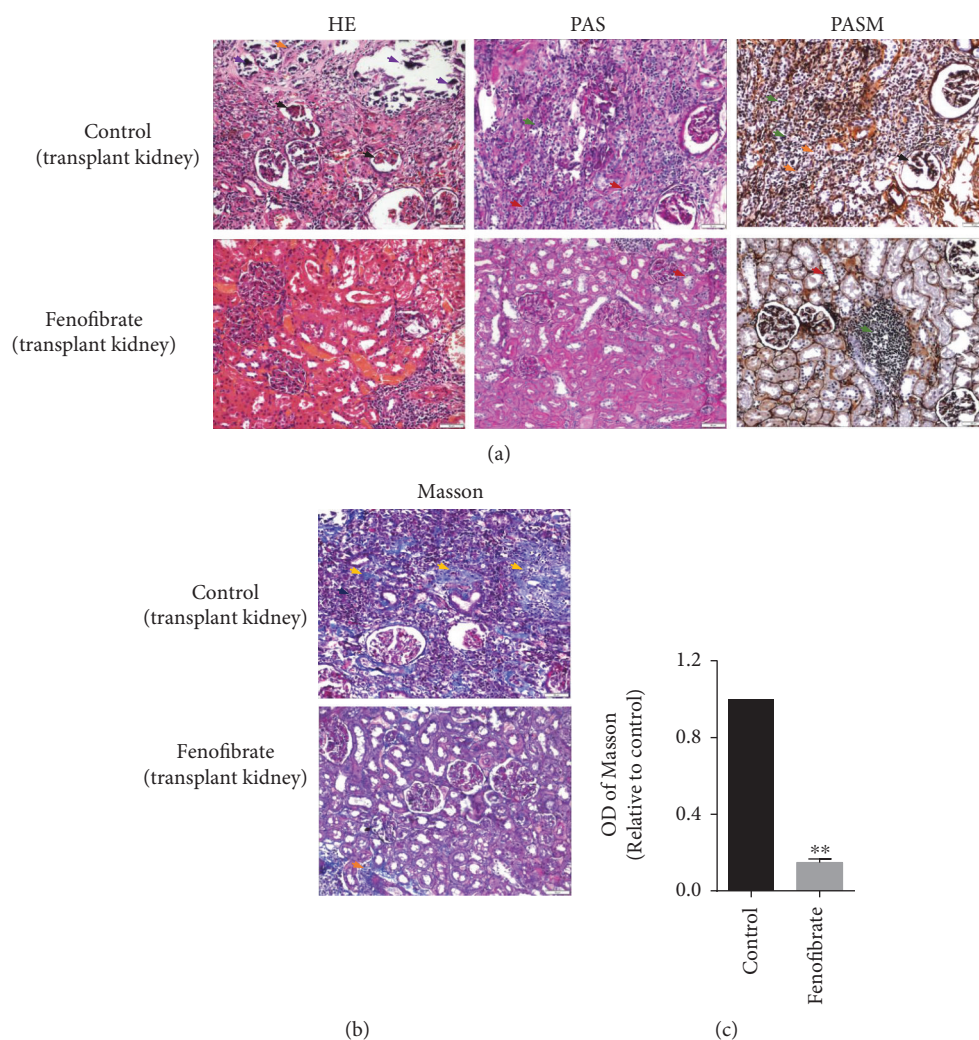 HE
PAS
PASM
Control
(transplant kidney)
Fenofibrate
(transplant kidney)
(a)
Masson
Control
(transplant kidney)
Fenofibrate
(transplant kidney)
(b)
OD of Masson
(Relative to control)
1.2
0.8
0.4
0.0
**
Control
Fenofibrate
(c)